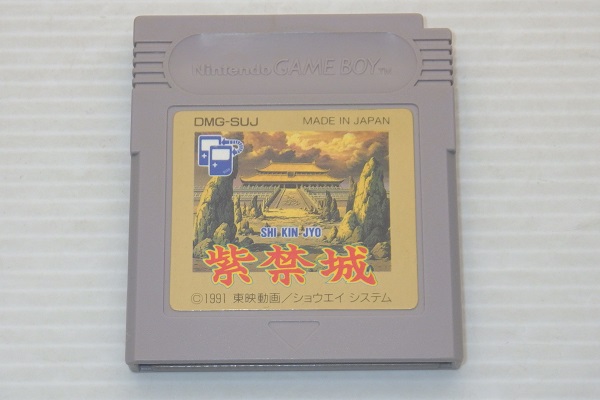 Nintendo GAME BOY TM
DMG-SUJ MADE IN JAPAN
SHI KIN JYO
紫禁城
©1991 東映動画/ショウエイ システム